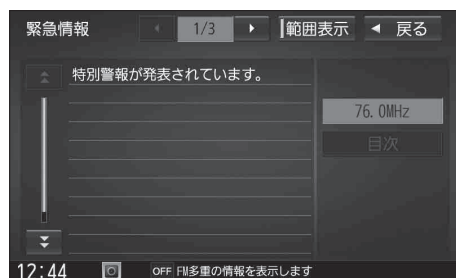 緊急情報 ◀ 1/3 ▶ 範囲表示 ◀ 戻る
特別警報が発表されています。
76.0MHz
目次
12:44 OFF FM多重の情報を表示します